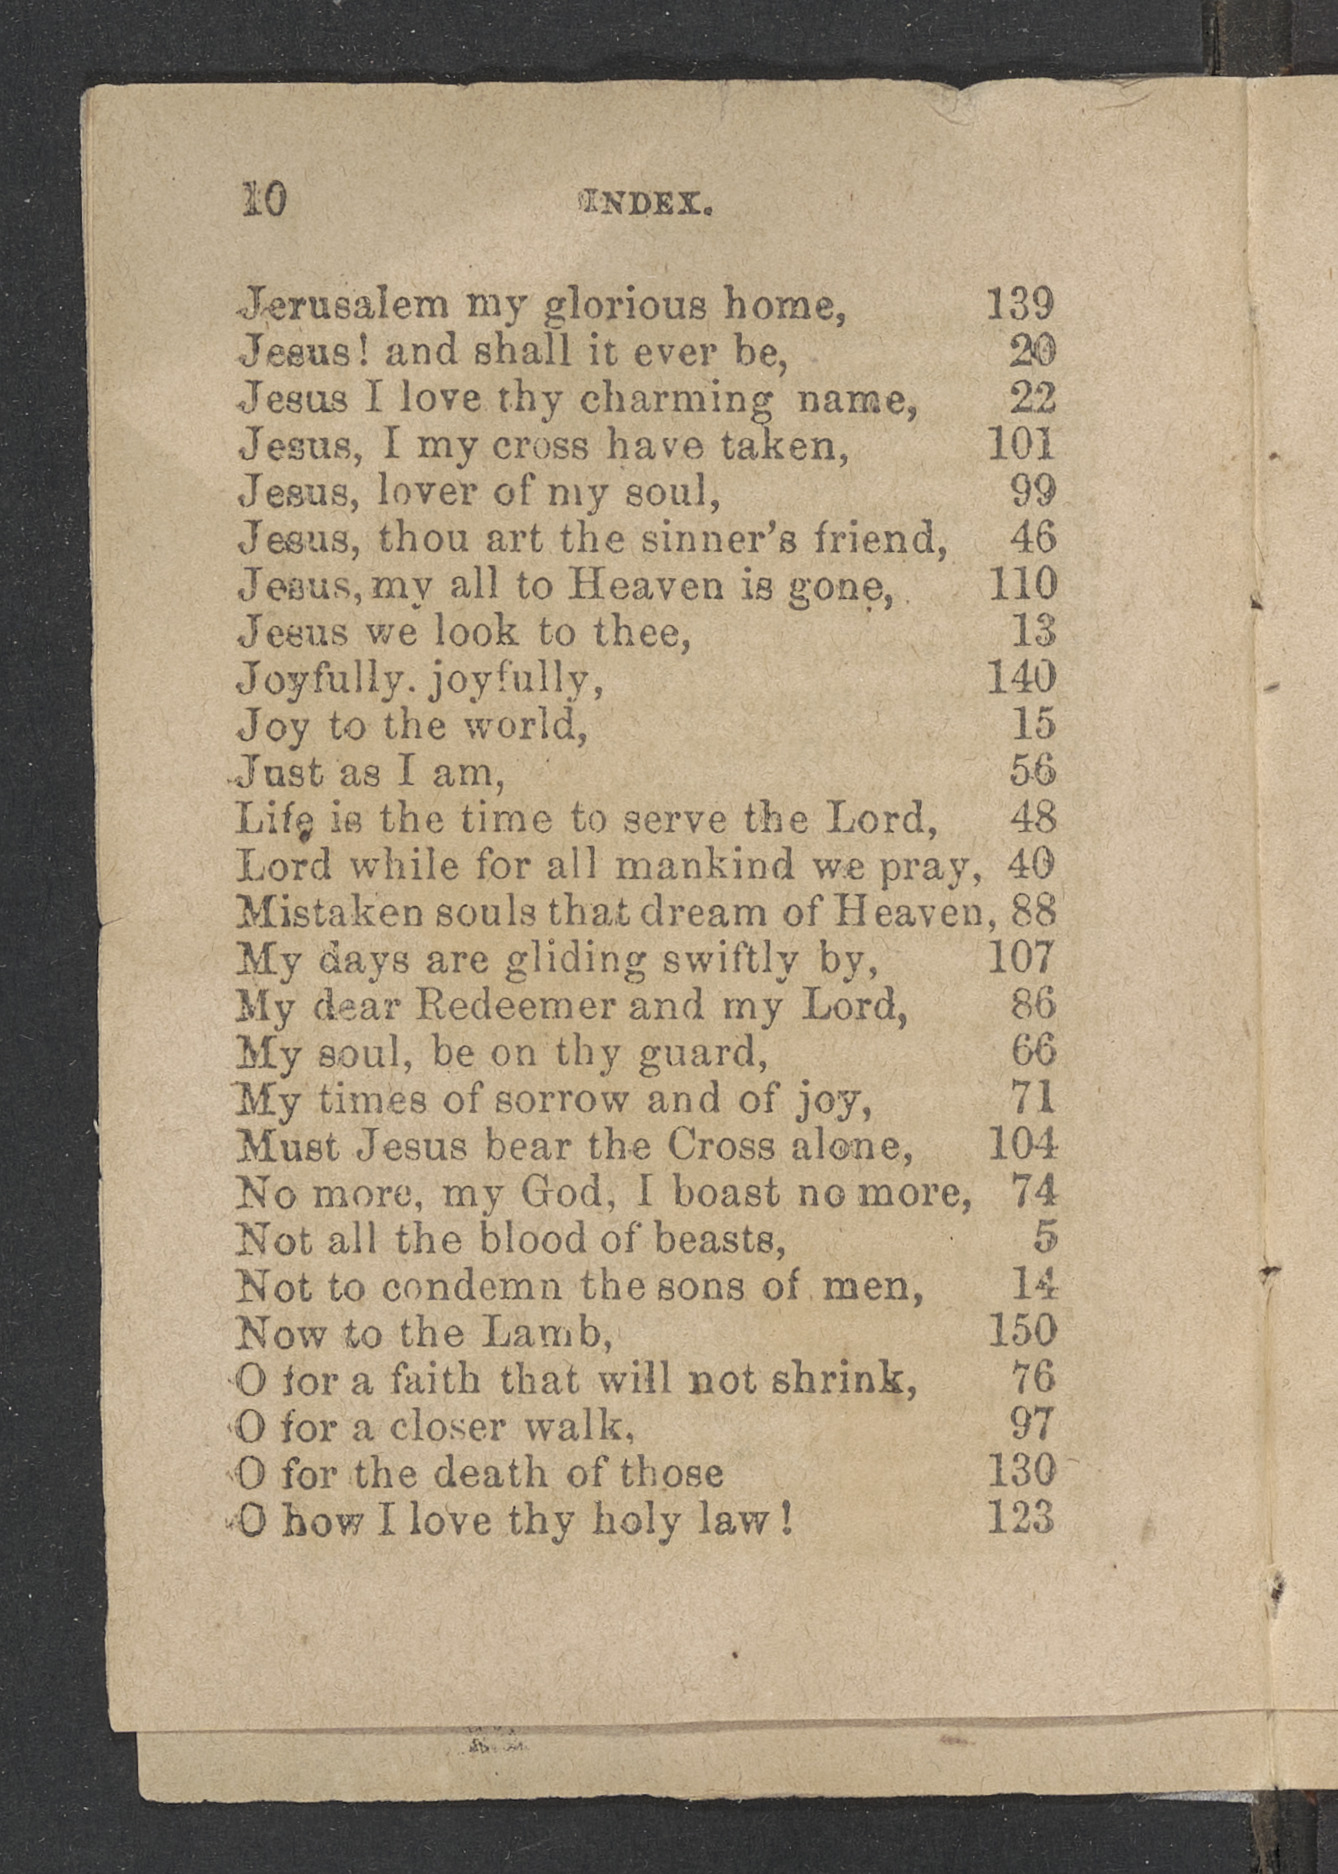 10 INDEX.
Jerusalem my glorious home, 139
Jesus! and shall it ever be, 20
Jesus I love thy charming name, 22
Jesus, I my cross have taken, 101
Jesus, lover of my soul, 99
Jesus, thou art the sinner's friend, 46
Jesus, my all to Heaven is gone, 110
Jesus we look to thee, 13
Joyfully. joyfully, 140
Joy to the world, 15
Just as I am, 56
Life is the time to serve the Lord, 48
Lord while for all mankind we pray, 40
Mistaken souls that dream of Heaven, 88
My days are gliding swiftly by, 107
My dear Redeemer and my Lord, 86
My soul, be on thy guard, 66
My times of sorrow and of joy, 71
Must Jesus bear the Cross alone, 104
No more, my God, I boast no more, 74
Not all the blood of beasts, 5
Not to condemn the sons of men, 14
Now to the Lamb, 150
O for a faith that will not shrink, 76
O for a closer walk, 97
O for the death of those 130
O how I love thy holy law! 123